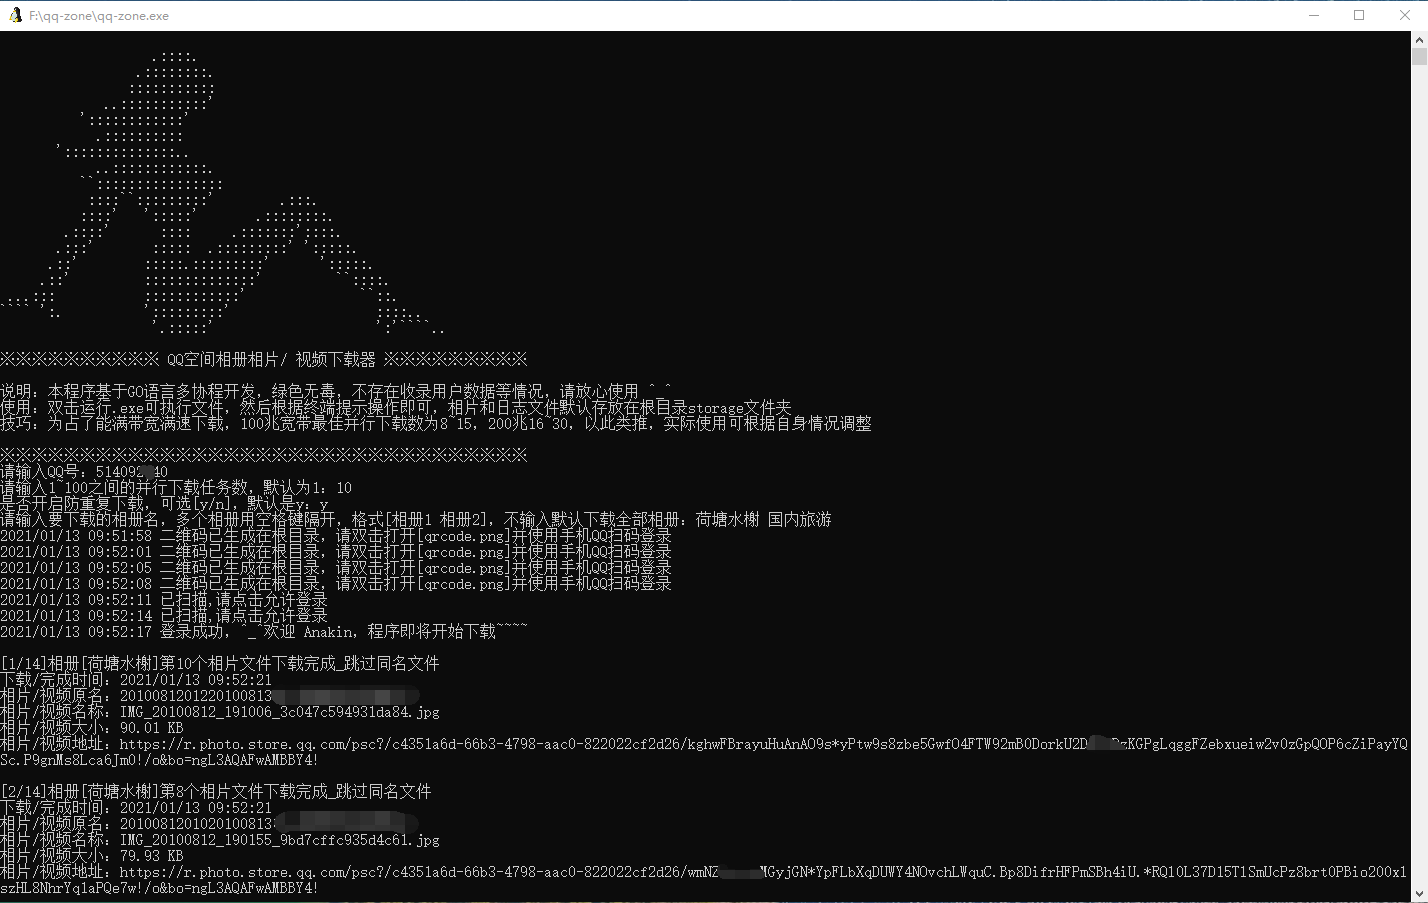 F:\qq-zone\qq-zone.exe
※※※※※※※※※※ QQ空间相册相片/ 视频下载器 ※※※※※※※※※
说明：本程序基于GO语言多协程开发，绿色无毒，不存在收录用户数据等情况，请放心使用 ^_^
使用：双击运行.exe可执行文件，然后根据终端提示操作即可，相片和日志文件默认存放在根目录storage文件夹
技巧：为占了能满带宽满速下载，100兆宽带最佳并行下载数为8~15，200兆16~30，以此类推，实际使用可根据自身情况调整
※※※※※※※※※※※※※※※※※※※※※※※※※※※※※※※※※
请输入QQ号：514092 40
请输入1~100之间的并行下载任务数，默认为1：10
是否开启防重复下载，可选[y/n]，默认是y：y
请输入要下载的相册名，多个相册用空格键隔开，格式[相册1 相册2]，不输入默认下载全部相册：荷塘水榭 国内旅游
2021/01/13 09:51:58 二维码已生成在根目录，请双击打开[qrcode.png]并使用手机QQ扫码登录
2021/01/13 09:52:01 二维码已生成在根目录，请双击打开[qrcode.png]并使用手机QQ扫码登录
2021/01/13 09:52:05 二维码已生成在根目录，请双击打开[qrcode.png]并使用手机QQ扫码登录
2021/01/13 09:52:08 二维码已生成在根目录，请双击打开[qrcode.png]并使用手机QQ扫码登录
2021/01/13 09:52:11 已扫描,请点击允许登录
2021/01/13 09:52:14 已扫描,请点击允许登录
2021/01/13 09:52:17 登录成功，^_^欢迎 Anakin，程序即将开始下载~~~~
[1/14]相册[荷塘水榭]第10个相片文件下载完成_跳过同名文件
下载/完成时间：2021/01/13 09:52:21
相片/视频原名：20100812012201008​13
相片/视频名称：IMG_20100812_191006_3c047c594931da84.jpg
相片/视频大小：90.01 KB
相片/视频地址：https://r.photo.store.qq.com/psc?/c4351a6d-66b3-4798-aac0-822022cf2d26/kghwFBrayuHuAnAO9s*yPtw9s8zbe5GwfO4FTW92mB0DorkU2D zKGPgLqggFZebxueiw2v0zGpQOP6cZiPayYQ
Sc.P9gnMs8Lca6Jm0!/o&bo=ngL3AQAFwAMBBY4!
[2/14]相册[荷塘水榭]第8个相片文件下载完成_跳过同名文件
下载/完成时间：2021/01/13 09:52:21
相片/视频原名：2010081201020100813
相片/视频名称：IMG_20100812_190155_9bd7cffc935d4c61.jpg
相片/视频大小：79.93 KB
相片/视频地址：https://r.photo.store.qq.com/psc?/c4351a6d-66b3-4798-aac0-822022cf2d26/wmNZ MGyjGN*YpFLbXqDUWY4NOvchLWquC.Bp8DifrHFPmSBh4iU.*RQ10L37D15T1SmUcPz8brt0PBio200x1
szHL8NhrYq1aPQe7w!/o&bo=ngL3AQAFwAMBBY4!